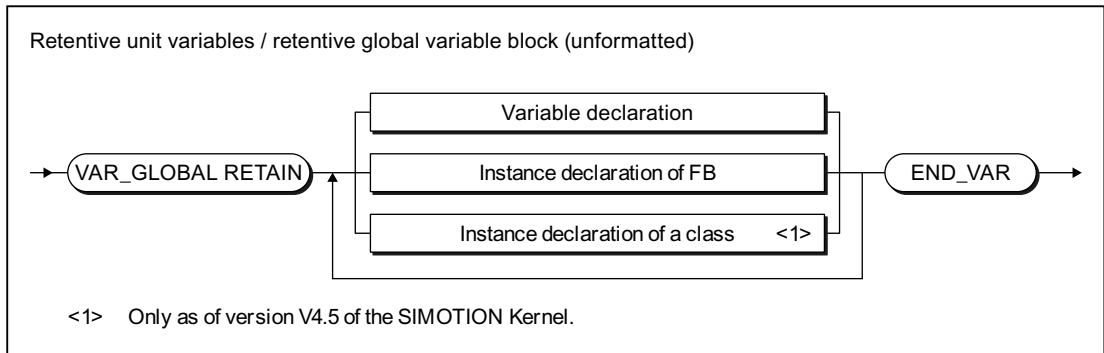 Retentive unit variables / retentive global variable block (unformatted)
Variable declaration
VAR_GLOBAL RETAIN
Instance declaration of FB
END_VAR
Instance declaration of a class <1>
<1> Only as of version V4.5 of the SIMOTION Kernel.